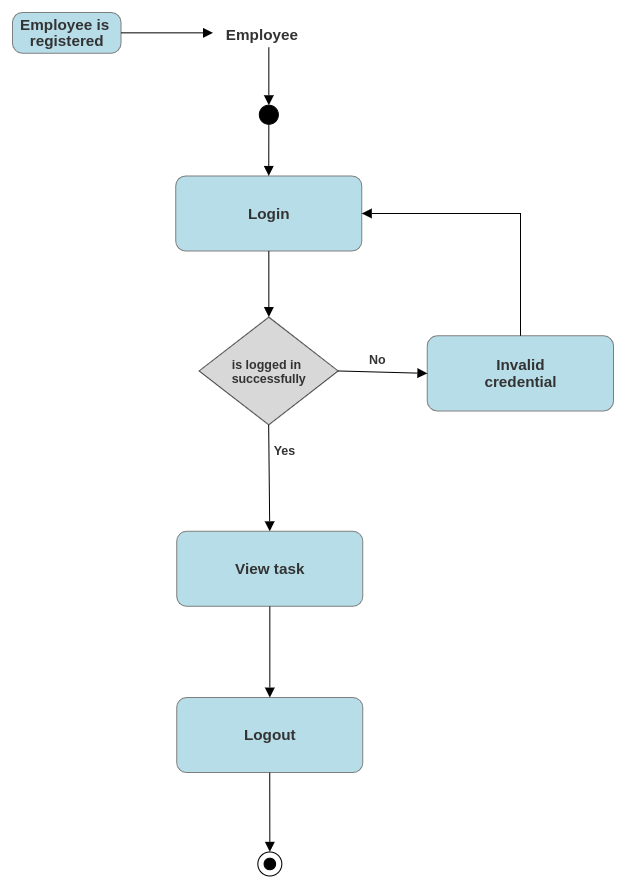 Employee is
registered
Employee
Login
is logged in
successfully
No
Invalid
credential
Yes
View task
Logout